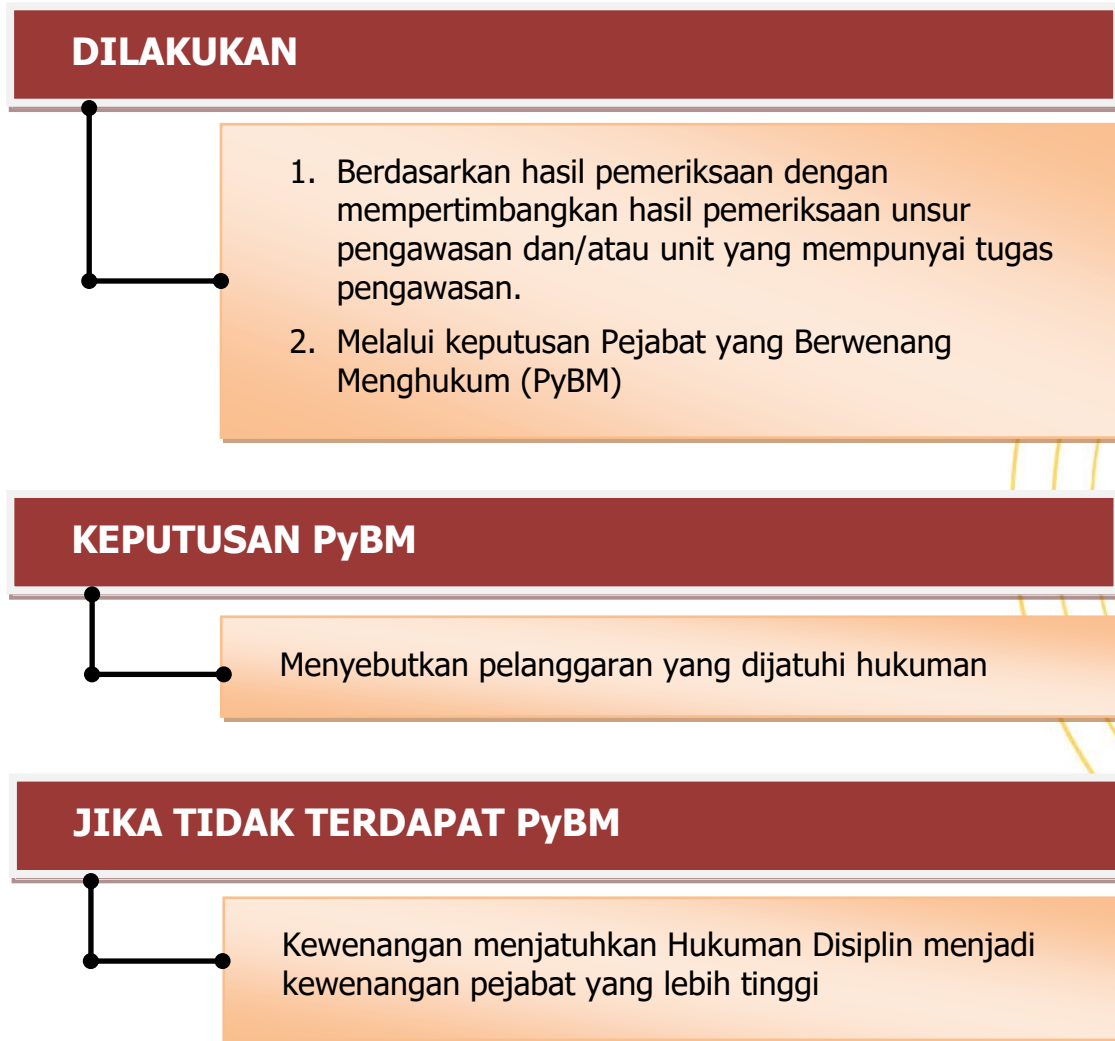 DILAKUKAN
1. Berdasarkan hasil pemeriksaan dengan
mempertimbangkan hasil pemeriksaan unsur
pengawasan dan/atau unit yang mempunyai tugas
pengawasan.
2. Melalui keputusan Pejabat yang Berwenang
Menghukum (PyBM)
KEPUTUSAN PyBM
Menyebutkan pelanggaran yang dijatuhi hukuman
JIKA TIDAK TERDAPAT PyBM
Kewenangan menjatuhkan Hukuman Disiplin menjadi
kewenangan pejabat yang lebih tinggi